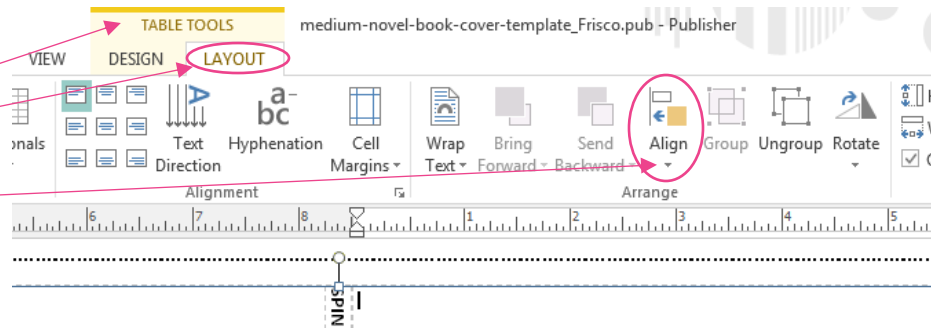 TABLE TOOLS medium-novel-book-cover-template_Frisco.pub - Publisher
VIEW DESIGN LAYOUT
a-
bc
onals Text Direction Hyphenation Cell Margins Wrap Text Bring Forward Send Backward Align Group Ungroup Rotate
Alignment Arrange
6 7 8 1 2 3 4 5
SPIN